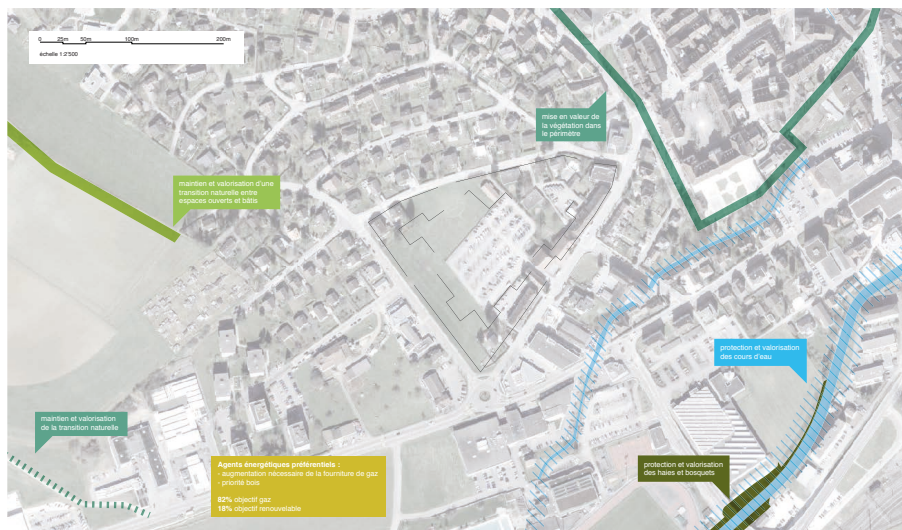 0 25m 50m 100m 200m
échelle 1:2'500
mise en valeur de
la végétation dans
le périmètre
maintien et valorisation d'une
transition naturelle entre
espaces ouverts et bâtis
protection et valorisation
des cours d'eau
maintien et valorisation
de la transition naturelle
Agents énergétiques préférentiels :
- augmentation nécessaire de la fourniture de gaz
- priorité bois
82% objectif gaz
18% objectif renouvelable
protection et valorisation
des haies et bosquets